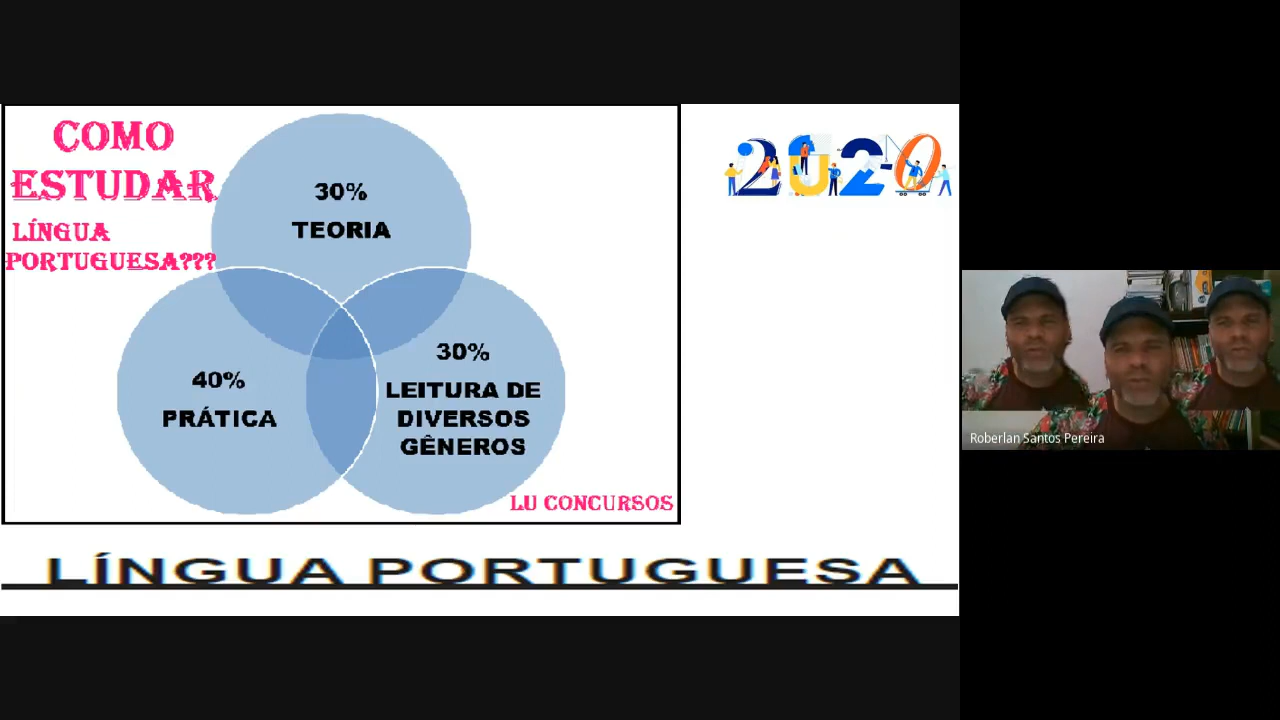 COMO
ESTUDAR
LÍNGUA
PORTUGUESA???
30%
TEORIA
40%
PRÁTICA
30%
LEITURA DE
DIVERSOS
GÊNEROS
LU CONCURSOS
2020
LÍNGUA PORTUGUESA
Roberlan Santos Pereira